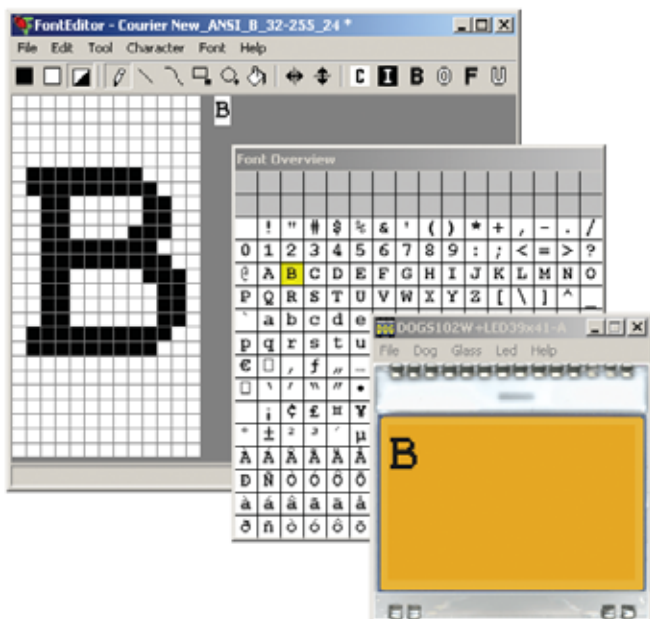 FontEditor - Courier New_ANSI_B_32-255_24 *
File Edit Tool Character Font Help
C I B O F U
B
B
Font Overview
! " # $ % & ' ( ) * + , - . /
0 1 2 3 4 5 6 7 8 9 : ; < = > ?
@ A B C D E F G H I J K L M N O
P Q R S T U V W X Y Z [ \ ] ^ _
` a b c d e
p q r s t u
DOGS102W+LED39x41-A
File Dog Glass Led Help
€ ‚ ƒ „ …
¡ ¢ £ ¤ ¥
° ± ² ³ ´ µ
Ð Ñ Ò Ó Ô Õ
à á â ã ä å
ð ñ ò ó ô õ
B